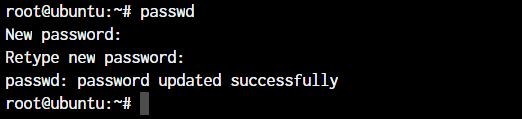 root@ubuntu:~# passwd
New password:
Retype new password:
passwd: password updated successfully
root@ubuntu:~#